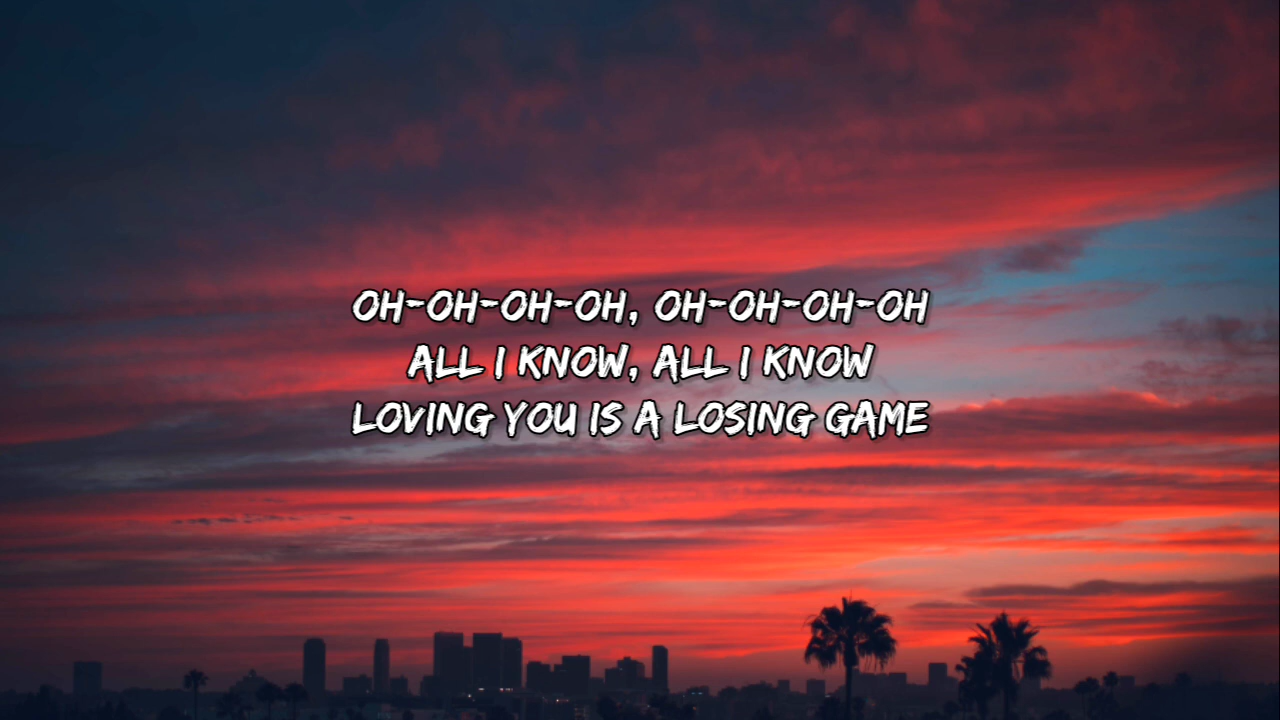 OH-OH-OH-OH, OH-OH-OH-OH
ALL I KNOW, ALL I KNOW
LOVING YOU IS A LOSING GAME